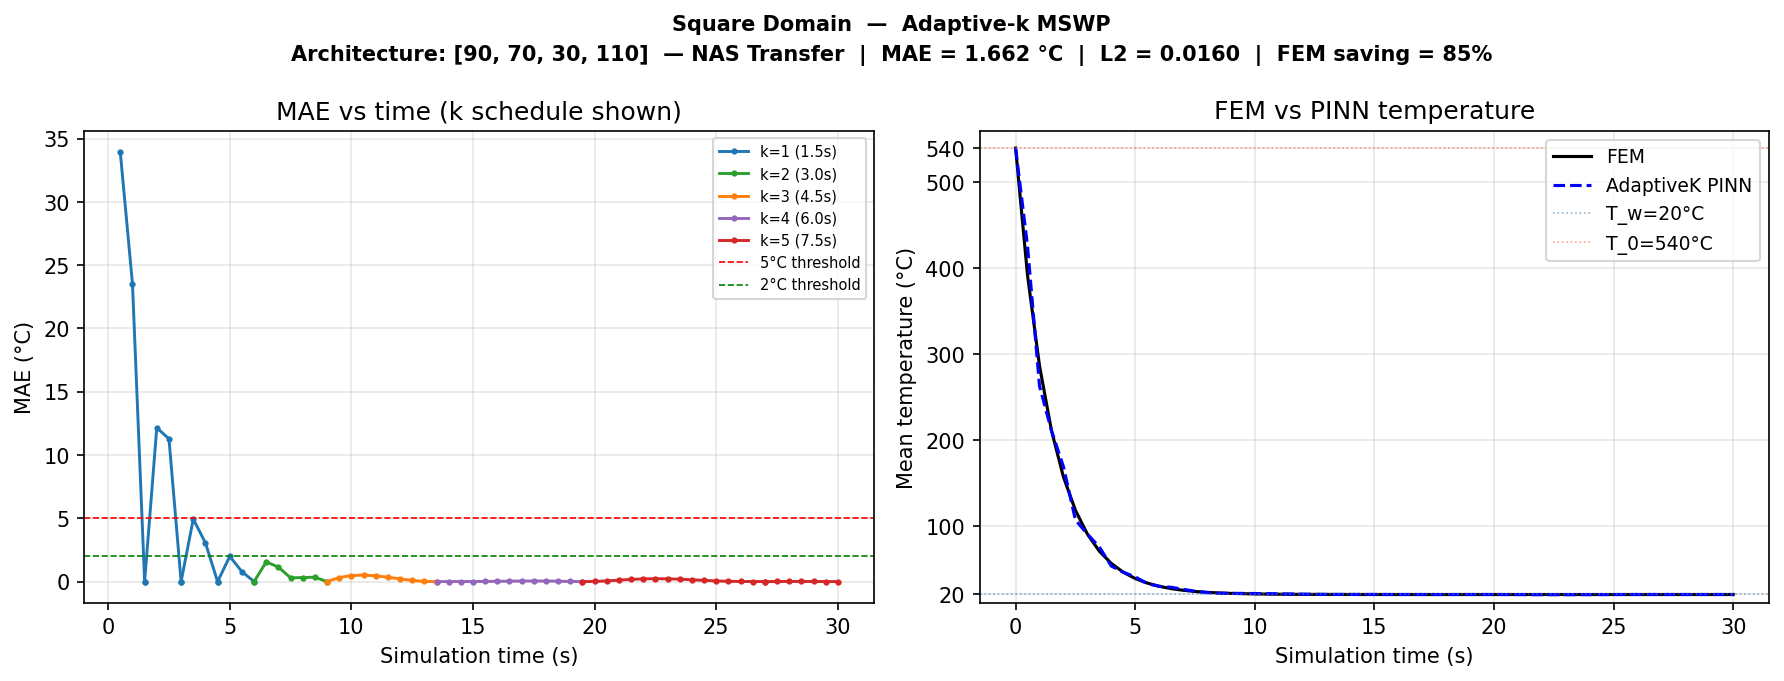 Square Domain — Adaptive-k MSWP
Architecture: [90, 70, 30, 110] — NAS Transfer | MAE = 1.662 °C | L2 = 0.0160 | FEM saving = 85%
MAE vs time (k schedule shown)
35
30
25
20
15
10
5
0
MAE (°C)
k=1 (1.5s)
k=2 (3.0s)
k=3 (4.5s)
k=4 (6.0s)
k=5 (7.5s)
5°C threshold
2°C threshold
0 5 10 15 20 25 30
Simulation time (s)
FEM vs PINN temperature
540
500
400
300
200
100
20
Mean temperature (°C)
FEM
AdaptiveK PINN
T_w=20°C
T_0=540°C
0 5 10 15 20 25 30
Simulation time (s)